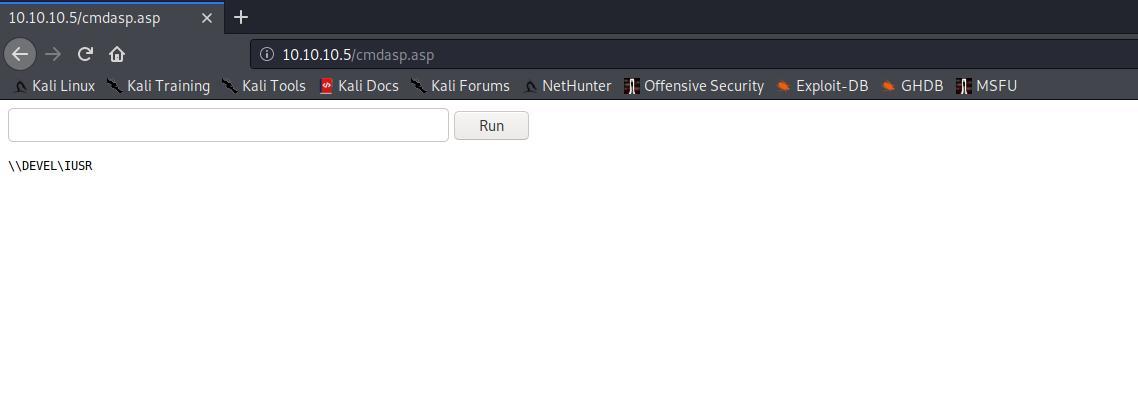 10.10.10.5/cmdasp.asp
10.10.10.5/cmdasp.asp
Kali Linux Kali Training Kali Tools Kali Docs Kali Forums NetHunter Offensive Security Exploit-DB GHDB MSFU
Run
\\DEVEL\IUSR